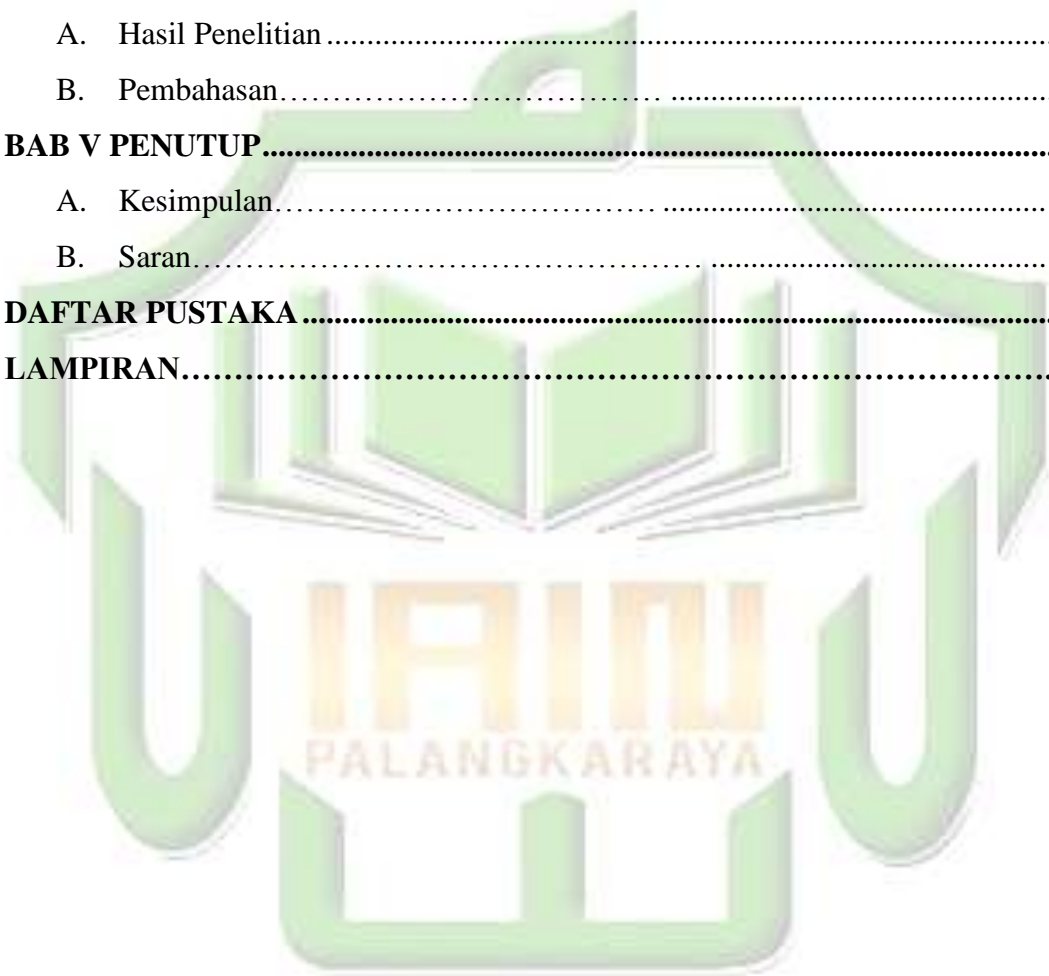 A. Hasil Penelitian ................................................................................
B. Pembahasan………………………………… ..........................................
BAB V PENUTUP................................................................................
A. Kesimpulan………………………………… ..........................................
B. Saran…………………………………………… .....................................
DAFTAR PUSTAKA ................................................................................
LAMPIRAN…………………………………………………………………………….
IAIN
PALANGKARAYA